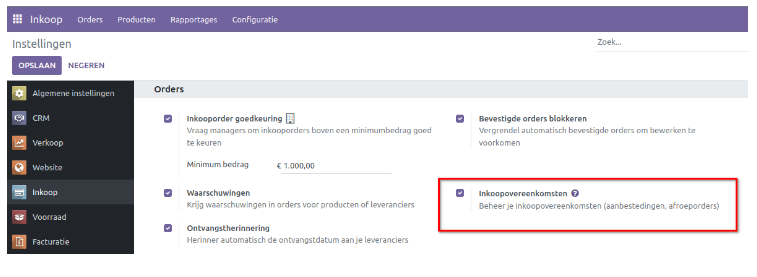 Inkoop Orders Producten Rapportages Configuratie
Instellingen
Zoek...
OPSLAAN NEGEREN
Algemene instellingen
CRM
Verkoop
Website
Inkoop
Voorraad
Facturatie
Orders
Inkooporder goedkeuring
Vraag managers om inkooporders boven een minimumbedrag goed
te keuren
Minimum bedrag € 1.000,00
Bevestigde orders blokkeren
Vergrendel automatisch bevestigde orders om bewerken te
voorkomen
Waarschuwingen
Krijg waarschuwingen in orders voor producten of leveranciers
Inkoopovereenkomsten ?
Beheer je inkoopovereenkomsten (aanbestedingen, afroeporders)
Ontvangstherinnering
Herinner automatisch de ontvangstdatum aan je leveranciers